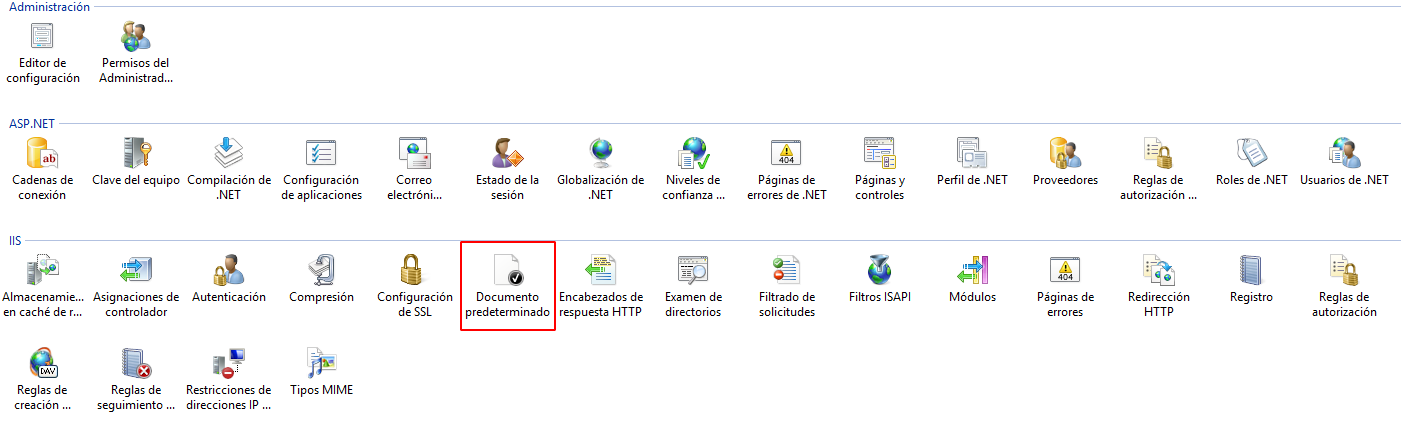 Administración
Editor de configuración
Permisos del Administrad...
ASP.NET
ab
404
Cadenas de conexión
Clave del equipo
Compilación de .NET
Configuración de aplicaciones
Correo electróni...
Estado de la sesión
Globalización de .NET
Niveles de confianza ...
Páginas de errores de .NET
Páginas y controles
Perfil de .NET
Proveedores
Reglas de autorización ...
Roles de .NET
Usuarios de .NET
IIS
404
Almacenamie... en caché de r...
Asignaciones de controlador
Autenticación
Compresión
Configuración de SSL
Documento predeterminado
Encabezados de respuesta HTTP
Examen de directorios
Filtrado de solicitudes
Filtros ISAPI
Módulos
Páginas de errores
Redirección HTTP
Registro
Reglas de autorización
DAV
Reglas de creación ...
Reglas de seguimiento ...
Restricciones de direcciones IP ...
Tipos MIME